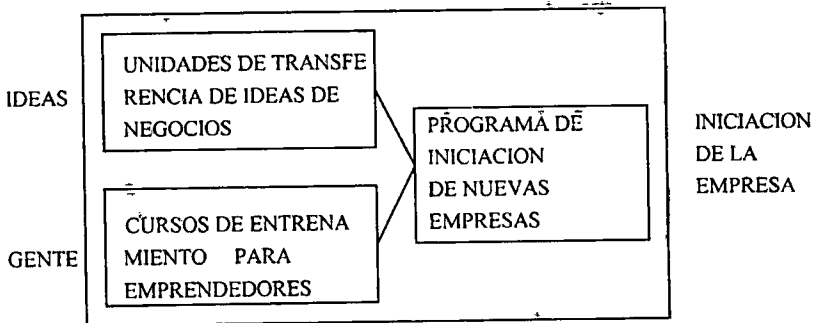 IDEAS
UNIDADES DE TRANSFE
RENCIA DE IDEAS DE
NEGOCIOS
GENTE
CURSOS DE ENTRENA
MIENTO PARA
EMPRENDEDORES
PROGRAMA DE
INICIACION
DE NUEVAS
EMPRESAS
INICIACION
DE LA
EMPRESA